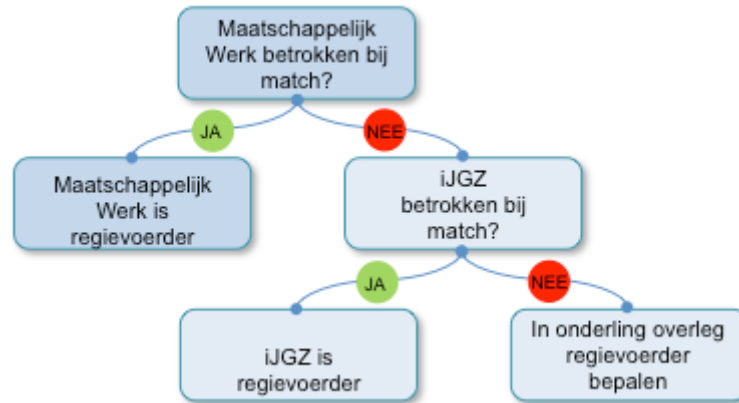 Maatschappelijk
Werk betrokken bij
match?
JA
NEE
Maatschappelijk
Werk is
regievoerder
iJGZ
betrokken bij
match?
JA
NEE
iJGZ is
regievoerder
In onderling overleg
regievoerder
bepalen